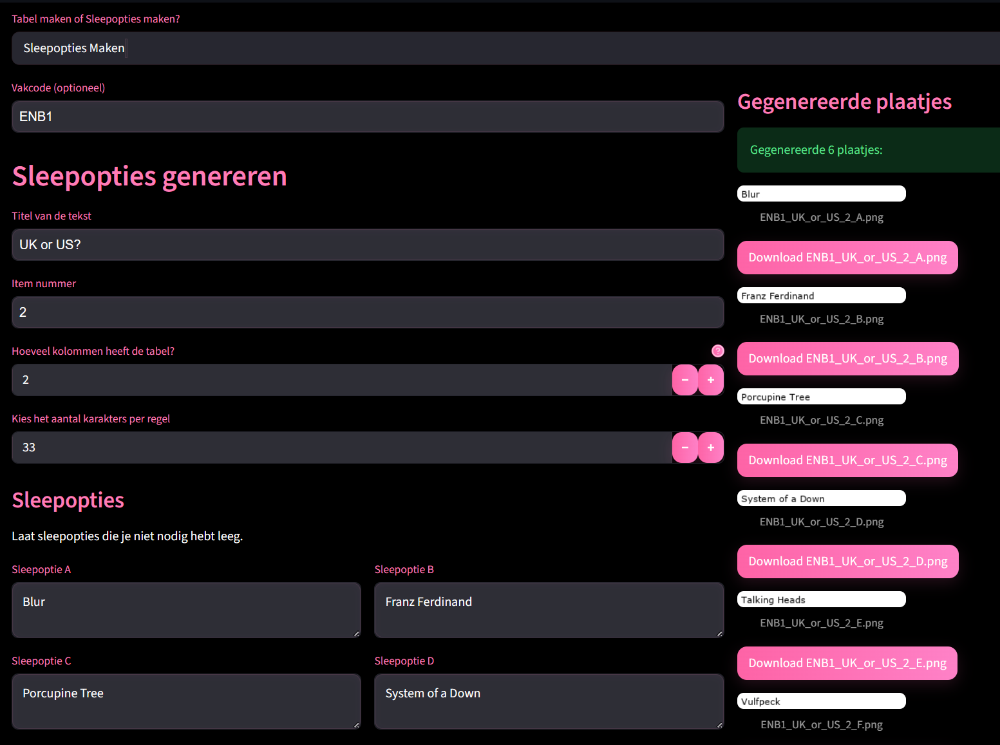 Tabel maken of Sleepopties maken?
Sleepopties Maken
Vakcode (optioneel)
ENB1
Sleepopties genereren
Titel van de tekst
UK or US?
Item nummer
2
Hoeveel kolommen heeft de tabel?
?
2
− +
Kies het aantal karakters per regel
33
− +
Sleepopties
Laat sleepopties die je niet nodig hebt leeg.
Sleepoptie A
Blur
Sleepoptie B
Franz Ferdinand
Sleepoptie C
Porcupine Tree
Sleepoptie D
System of a Down
Gegenereerde plaatjes
Gegenereerde 6 plaatjes:
Blur
ENB1_UK_or_US_2_A.png
Download ENB1_UK_or_US_2_A.png
Franz Ferdinand
ENB1_UK_or_US_2_B.png
Download ENB1_UK_or_US_2_B.png
Porcupine Tree
ENB1_UK_or_US_2_C.png
Download ENB1_UK_or_US_2_C.png
System of a Down
ENB1_UK_or_US_2_D.png
Download ENB1_UK_or_US_2_D.png
Talking Heads
ENB1_UK_or_US_2_E.png
Download ENB1_UK_or_US_2_E.png
Vulfpeck
ENB1_UK_or_US_2_F.png